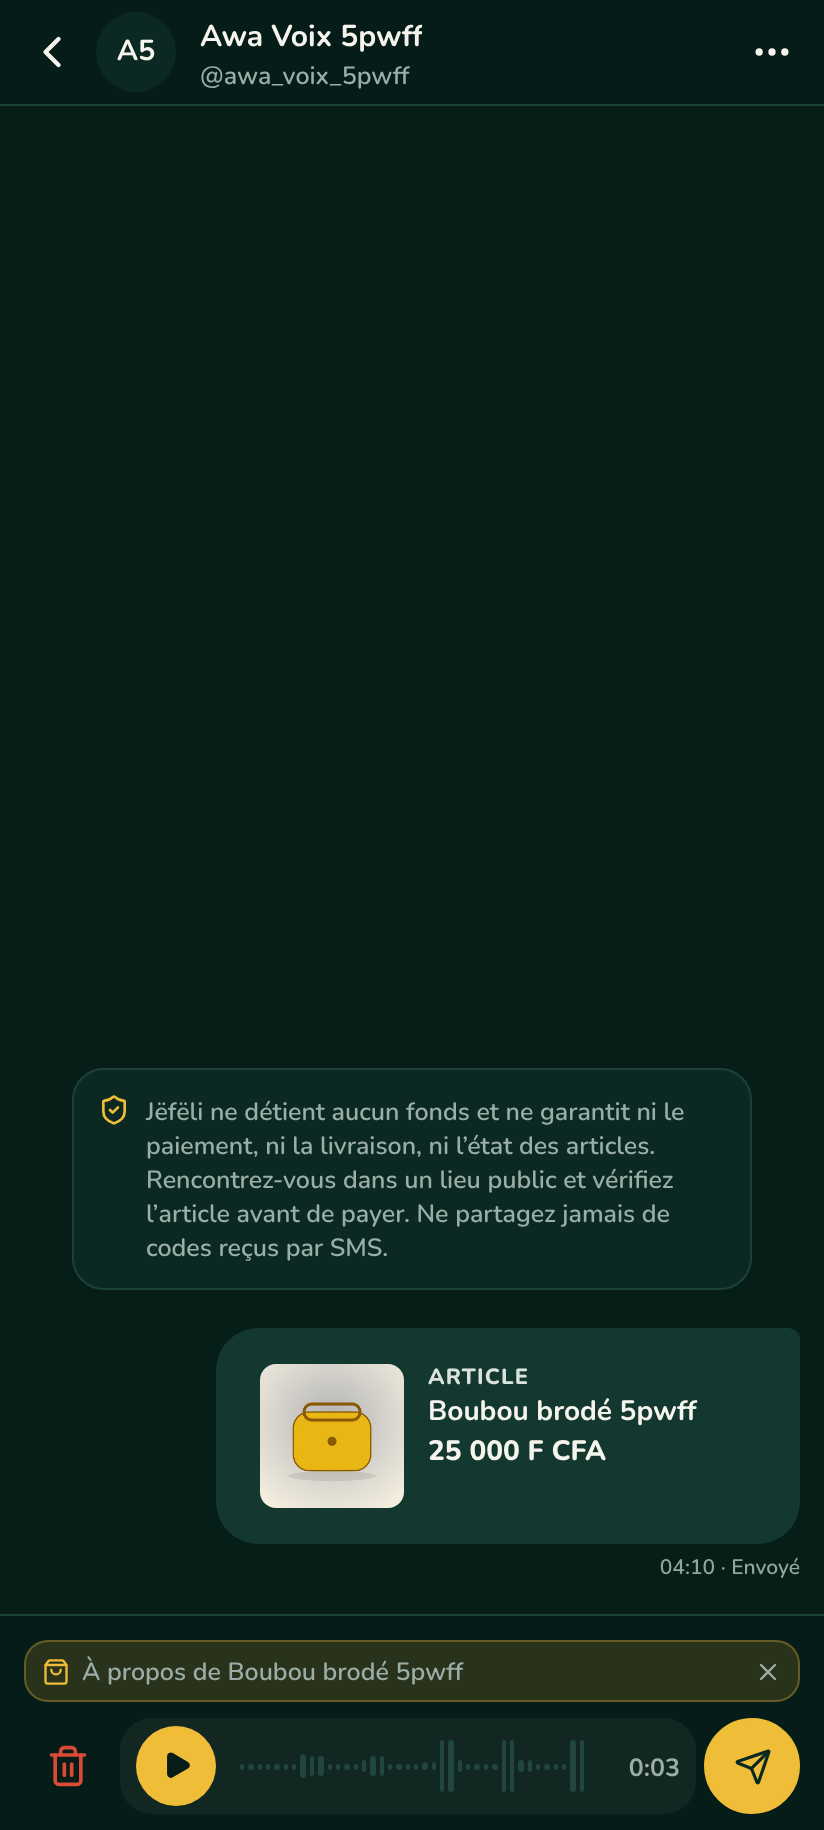 A5
Awa Voix 5pwff
@awa_voix_5pwff
Jëfëli ne détient aucun fonds et ne garantit ni le
paiement, ni la livraison, ni l’état des articles.
Rencontrez-vous dans un lieu public et vérifiez
l’article avant de payer. Ne partagez jamais de
codes reçus par SMS.
ARTICLE
Boubou brodé 5pwff
25 000 F CFA
04:10 · Envoyé
À propos de Boubou brodé 5pwff
0:03